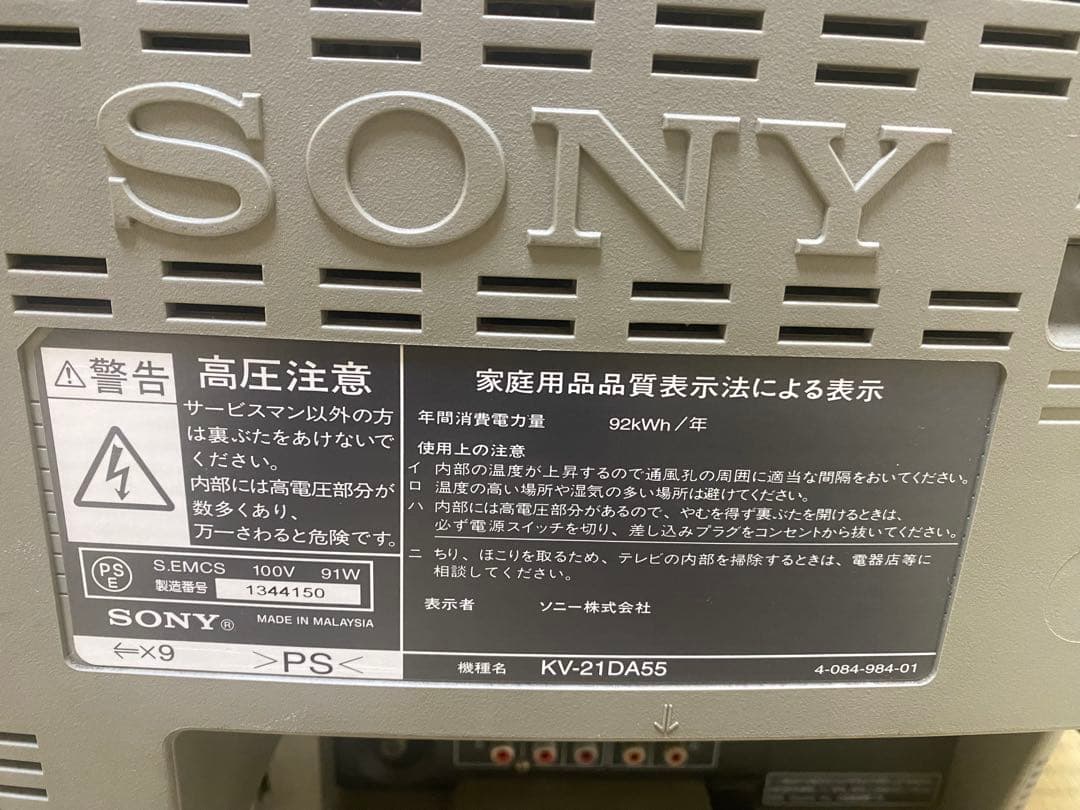 SONY
警告
高圧注意
サービスマン以外の方
は裏ぶたをあけないで
ください。
内部には高電圧部分が
数多くあり、
万一さわると危険です。
PS
E
S.EMCS 100V 91W
製造番号 1344150
SONY® MADE IN MALAYSIA
⇐×9 >PS<
家庭用品品質表示法による表示
年間消費電力量 92kWh/年
使用上の注意
イ 内部の温度が上昇するので通風孔の周囲に適当な間隔をおいてください。
ロ 温度の高い場所や湿気の多い場所は避けてください。
ハ 内部には高電圧部分があるので、やむを得ず裏ぶたを開けるときは、
必ず電源スイッチを切り、差し込みプラグをコンセントから抜いてください。
ニ ちり、ほこりを取るため、テレビの内部を掃除するときは、電器店等に
相談してください。
表示者 ソニー株式会社
機種名 KV-21DA55 4-084-984-01